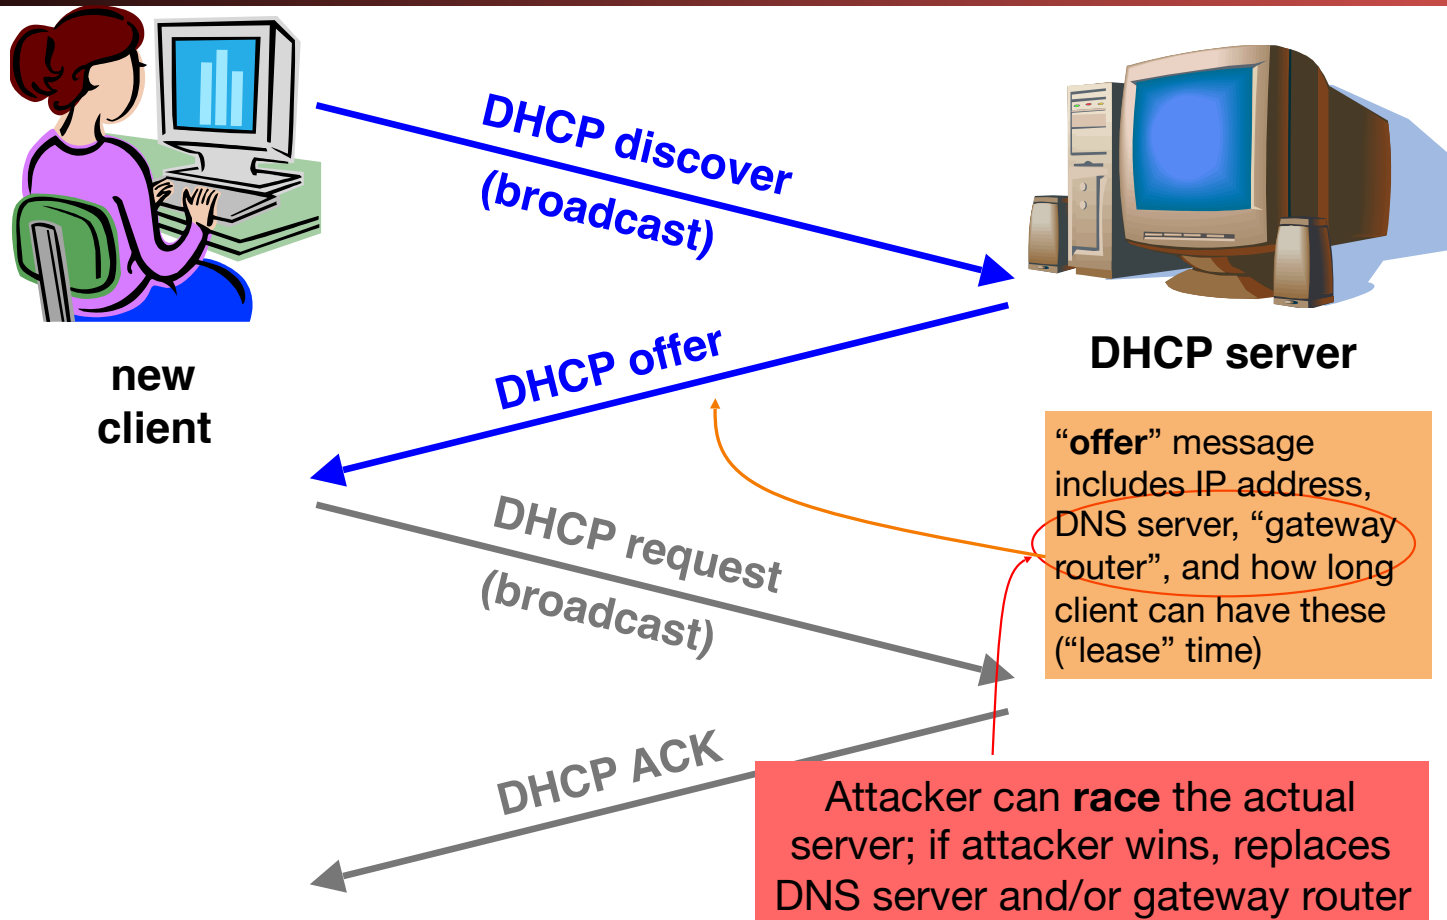 DHCP discover
(broadcast)
DHCP offer
new
client
DHCP server
“offer” message
includes IP address,
DNS server, “gateway
router”, and how long
client can have these
(“lease” time)
DHCP request
(broadcast)
DHCP ACK
Attacker can race the actual
server; if attacker wins, replaces
DNS server and/or gateway router